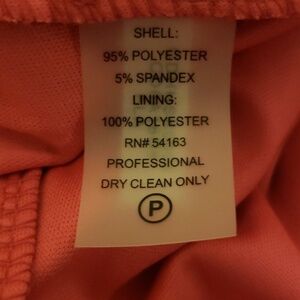 SHELL:
95% POLYESTER
5% SPANDEX
LINING:
100% POLYESTER
RN# 54163
PROFESSIONAL
DRY CLEAN ONLY
P